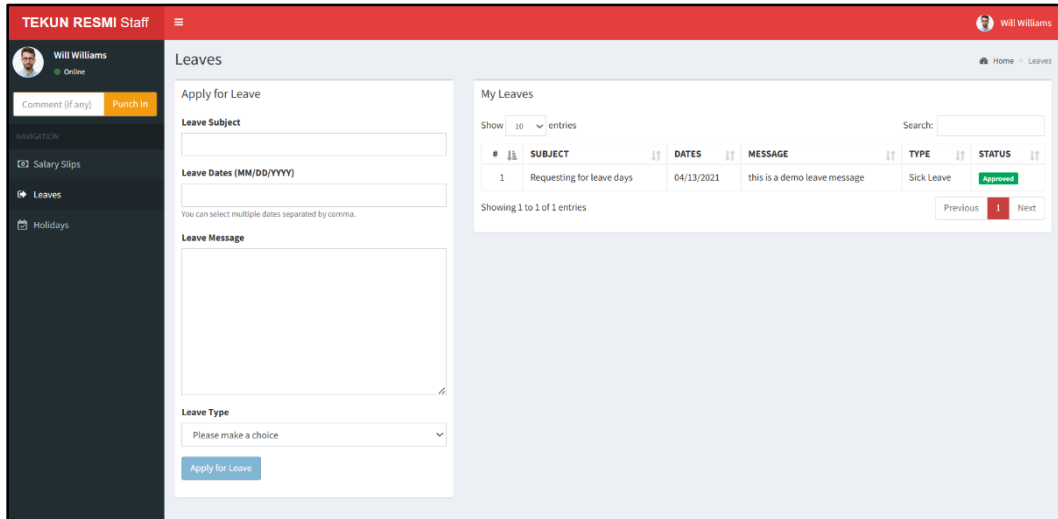 TEKUN RESMI Staff
Will Williams
Will Williams
Online
Comment (if any) Punch In
NAVIGATION
Salary Slips
Leaves
Holidays
Leaves
Home > Leaves
Apply for Leave
Leave Subject
Leave Dates (MM/DD/YYYY)
You can select multiple dates separated by comma.
Leave Message
Leave Type
Please make a choice
Apply for Leave
My Leaves
Show 10 entries
Search:
# SUBJECT DATES MESSAGE TYPE STATUS
1 Requesting for leave days 04/13/2021 this is a demo leave message Sick Leave Approved
Showing 1 to 1 of 1 entries
Previous 1 Next